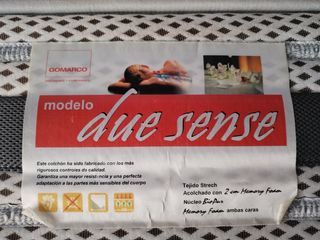 GOMARCO
modelo
due sense
Este colchón ha sido fabricado con los más
rigurosos controles de calidad.
Garantiza una mayor resistencia y una perfecta
adaptación a las partes más sensibles del cuerpo
Tejido Strech
Acolchado con 2 cm Memory Foam
Núcleo BioPur
Memory Foam ambas caras